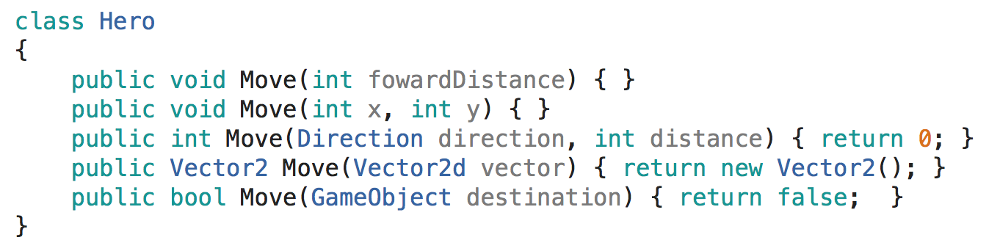 class Hero
{
    public void Move(int fowardDistance) { }
    public void Move(int x, int y) { }
    public int Move(Direction direction, int distance) { return 0; }
    public Vector2 Move(Vector2d vector) { return new Vector2(); }
    public bool Move(GameObject destination) { return false;  }
}